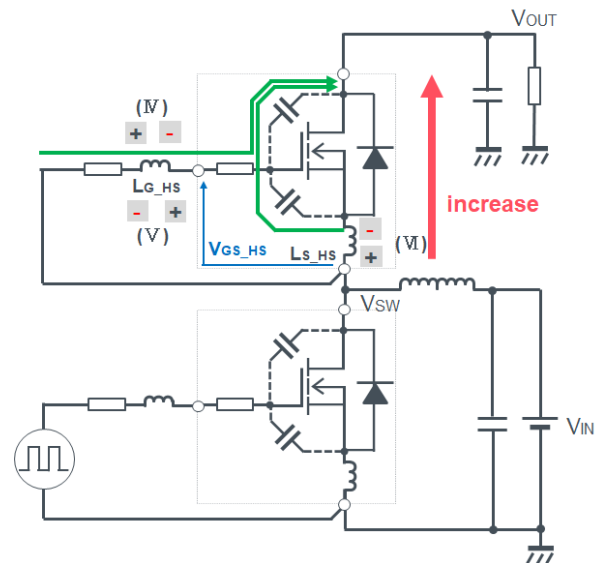 VOUT
(Ⅳ)
+ -
LG_HS
- +
(Ⅴ)
VGS_HS
LS_HS
-
+
(Ⅵ)
increase
VSW
VIN